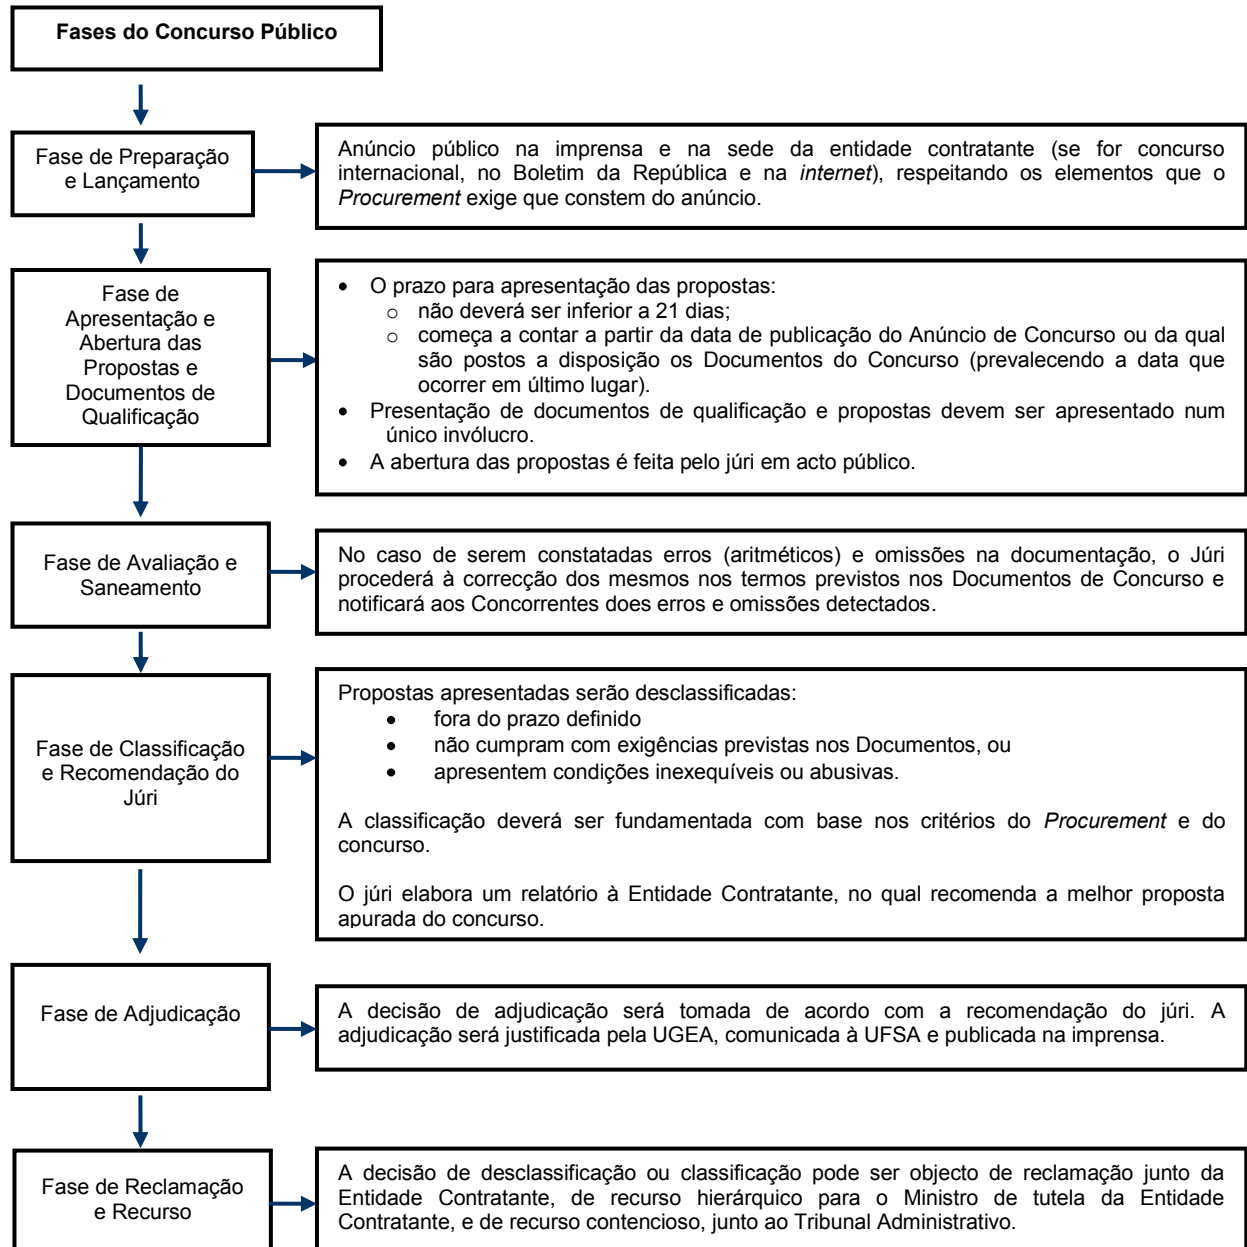 Fases do Concurso Público
Fase de Preparação
e Lançamento
Anúncio público na imprensa e na sede da entidade contratante (se for concurso
internacional, no Boletim da República e na internet), respeitando os elementos que o
Procurement exige que constem do anúncio.
Fase de
Apresentação e
Abertura das
Propostas e
Documentos de
Qualificação
• O prazo para apresentação das propostas:
o não deverá ser inferior a 21 dias;
o começa a contar a partir da data de publicação do Anúncio de Concurso ou da qual
são postos a disposição os Documentos do Concurso (prevalecendo a data que
ocorrer em último lugar).
• Presentação de documentos de qualificação e propostas devem ser apresentado num
único invólucro.
• A abertura das propostas é feita pelo júri em acto público.
Fase de Avaliação e
Saneamento
No caso de serem constatadas erros (aritméticos) e omissões na documentação, o Júri
procederá à correcção dos mesmos nos termos previstos nos Documentos de Concurso e
notificará aos Concorrentes does erros e omissões detectados.
Fase de Classificação
e Recomendação do
Júri
Propostas apresentadas serão desclassificadas:
• fora do prazo definido
• não cumpram com exigências previstas nos Documentos, ou
• apresentem condições inexequíveis ou abusivas.
A classificação deverá ser fundamentada com base nos critérios do Procurement e do
concurso.
O júri elabora um relatório à Entidade Contratante, no qual recomenda a melhor proposta
apurada do concurso.
Fase de Adjudicação
A decisão de adjudicação será tomada de acordo com a recomendação do júri. A
adjudicação será justificada pela UGEA, comunicada à UFSA e publicada na imprensa.
Fase de Reclamação
e Recurso
A decisão de desclassificação ou classificação pode ser objecto de reclamação junto da
Entidade Contratante, de recurso hierárquico para o Ministro de tutela da Entidade
Contratante, e de recurso contencioso, junto ao Tribunal Administrativo.